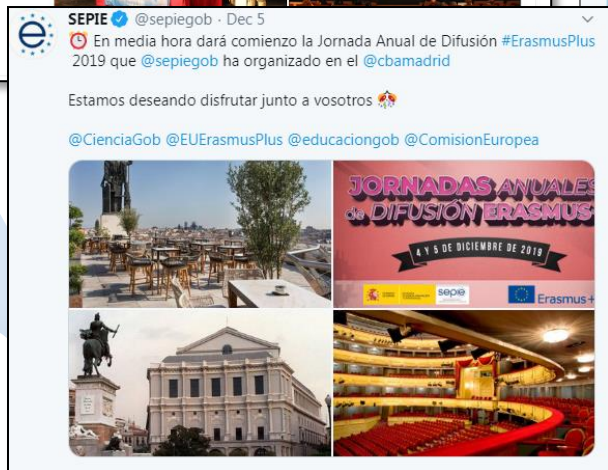 SEPIE @sepiegob · Dec 5
⏰ En media hora dará comienzo la Jornada Anual de Difusión #ErasmusPlus
2019 que @sepiegob ha organizado en el @cbamadrid
Estamos deseando disfrutar junto a vosotros 🎊
@CienciaGob @EUErasmusPlus @educaciongob @ComisionEuropea
JORNADAS ANUALES
de DIFUSIÓN ERASMUS+
4 Y 5 DE DICIEMBRE DE 2019
sepie
Erasmus+